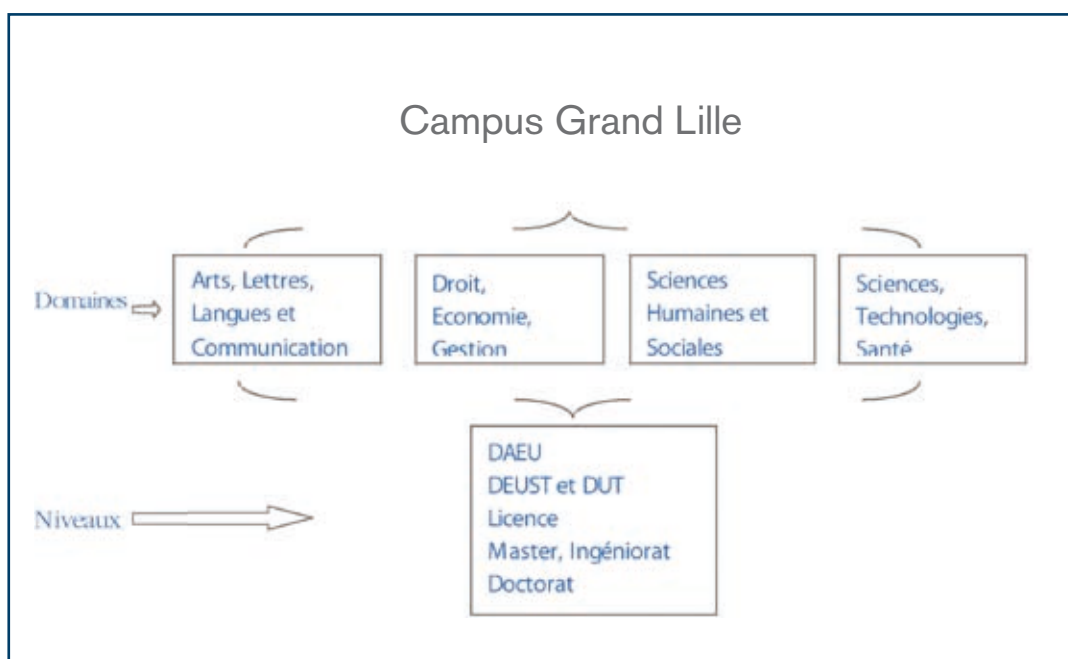 Campus Grand Lille
Domaines
Arts, Lettres,
Langues et
Communication
Droit,
Economie,
Gestion
Sciences
Humaines et
Sociales
Sciences,
Technologies,
Santé
Niveaux
DAEU
DEUST et DUT
Licence
Master, Ingéniorat
Doctorat